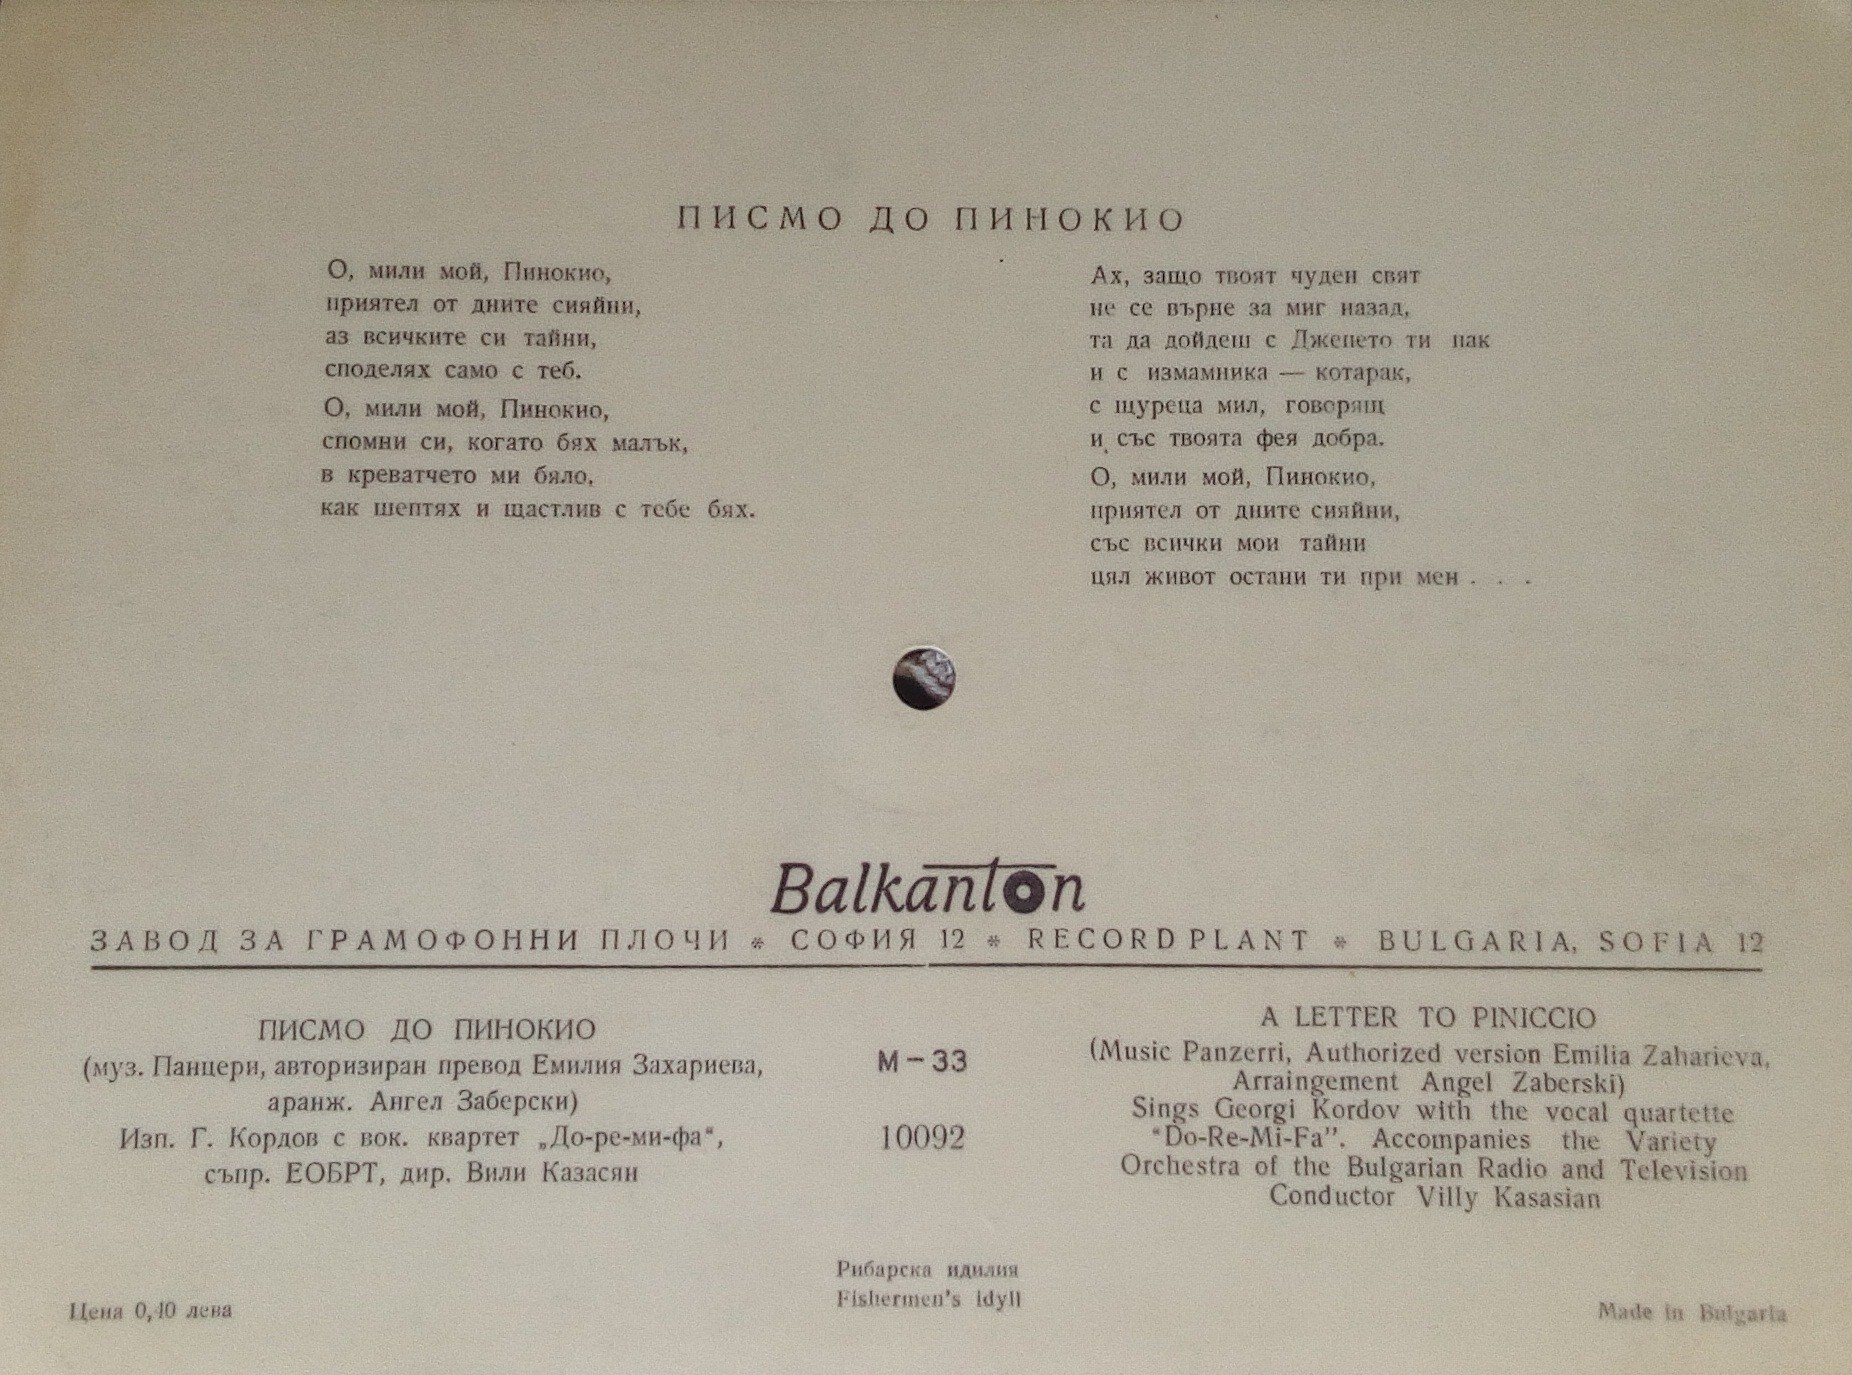 ПИСМО ДО ПИНОКИО
О, мили мой, Пинокио,
приятел от дните сияйни,
аз всичките си тайни,
споделях само с теб.
О, мили мой, Пинокио,
спомни си, когато бях малък,
в креватчето ми бяло,
как шептях и щастлив с тебе бях.
Ах, защо твоят чуден свят
не се върне за миг назад,
та да дойдеш с Джепето ти пак
и с измамника — котарак,
с щуреца мил, говорящ
и със твоята фея добра.
О, мили мой, Пинокио,
приятел от дните сияйни,
със всички мои тайни
цял живот остани ти при мен . . .
Balkanton
ЗАВОД ЗА ГРАМОФОННИ ПЛОЧИ * СОФИЯ 12 * RECORD PLANT * BULGARIA, SOFIA 12
ПИСМО ДО ПИНОКИО
(муз. Панцери, авторизиран превод Емилия Захариева,
аранж. Ангел Заберски)
Изп. Г. Кордов с вок. квартет „До-ре-ми-фа“,
съпр. ЕОБРТ, дир. Вили Казасян
М-33
10092
A LETTER TO PINICCIO
(Music Panzerri, Authorized version Emilia Zaharieva,
Arraingement Angel Zaberski)
Sings Georgi Kordov with the vocal quartette
“Do-Re-Mi-Fa”. Accompanies the Variety
Orchestra of the Bulgarian Radio and Television
Conductor Villy Kasasian
Рибарска идилия
Fishermen's idyll
Цена 0,40 лева
Made in Bulgaria